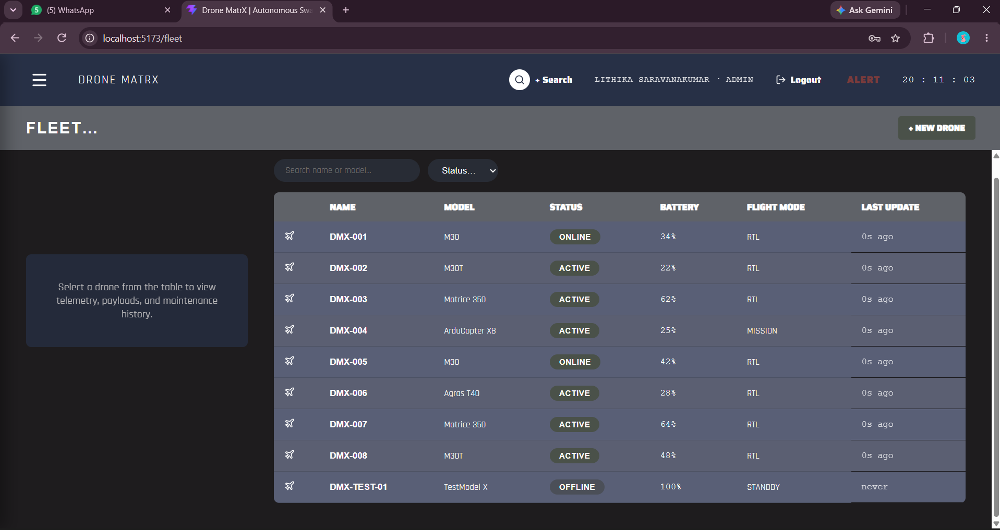 5 (5) WhatsApp
Drone MatrX | Autonomous Swa
Ask Gemini
localhost:5173/fleet
DRONE MATRX
+ Search
LITHIKA SARAVANAKUMAR · ADMIN
Logout
ALERT
20 : 11 : 03
FLEET...
+ NEW DRONE
Search name or model...
Status...
Select a drone from the table to view
telemetry, payloads, and maintenance
history.
NAME MODEL STATUS BATTERY FLIGHT MODE LAST UPDATE
DMX-001 M30 ONLINE 34% RTL 0s ago
DMX-002 M30T ACTIVE 22% RTL 0s ago
DMX-003 Matrice 350 ACTIVE 62% RTL 0s ago
DMX-004 ArduCopter X8 ACTIVE 25% MISSION 0s ago
DMX-005 M30 ONLINE 42% RTL 0s ago
DMX-006 Agras T40 ACTIVE 28% RTL 0s ago
DMX-007 Matrice 350 ACTIVE 64% RTL 0s ago
DMX-008 M30T ACTIVE 48% RTL 0s ago
DMX-TEST-01 TestModel-X OFFLINE 100% STANDBY never